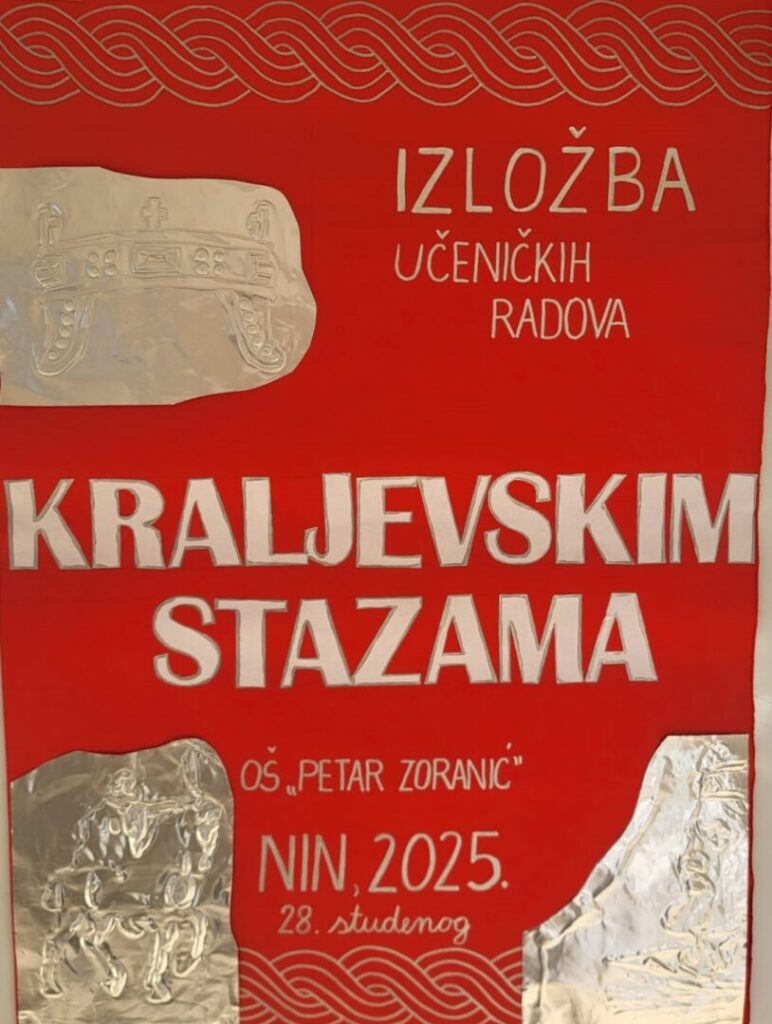 IZLOŽBA
UČENIČKIH
RADOVA
KRALJEVSKIM
STAZAMA
OŠ „PETAR ZORANIĆ"
NIN, 2025.
28. studenog